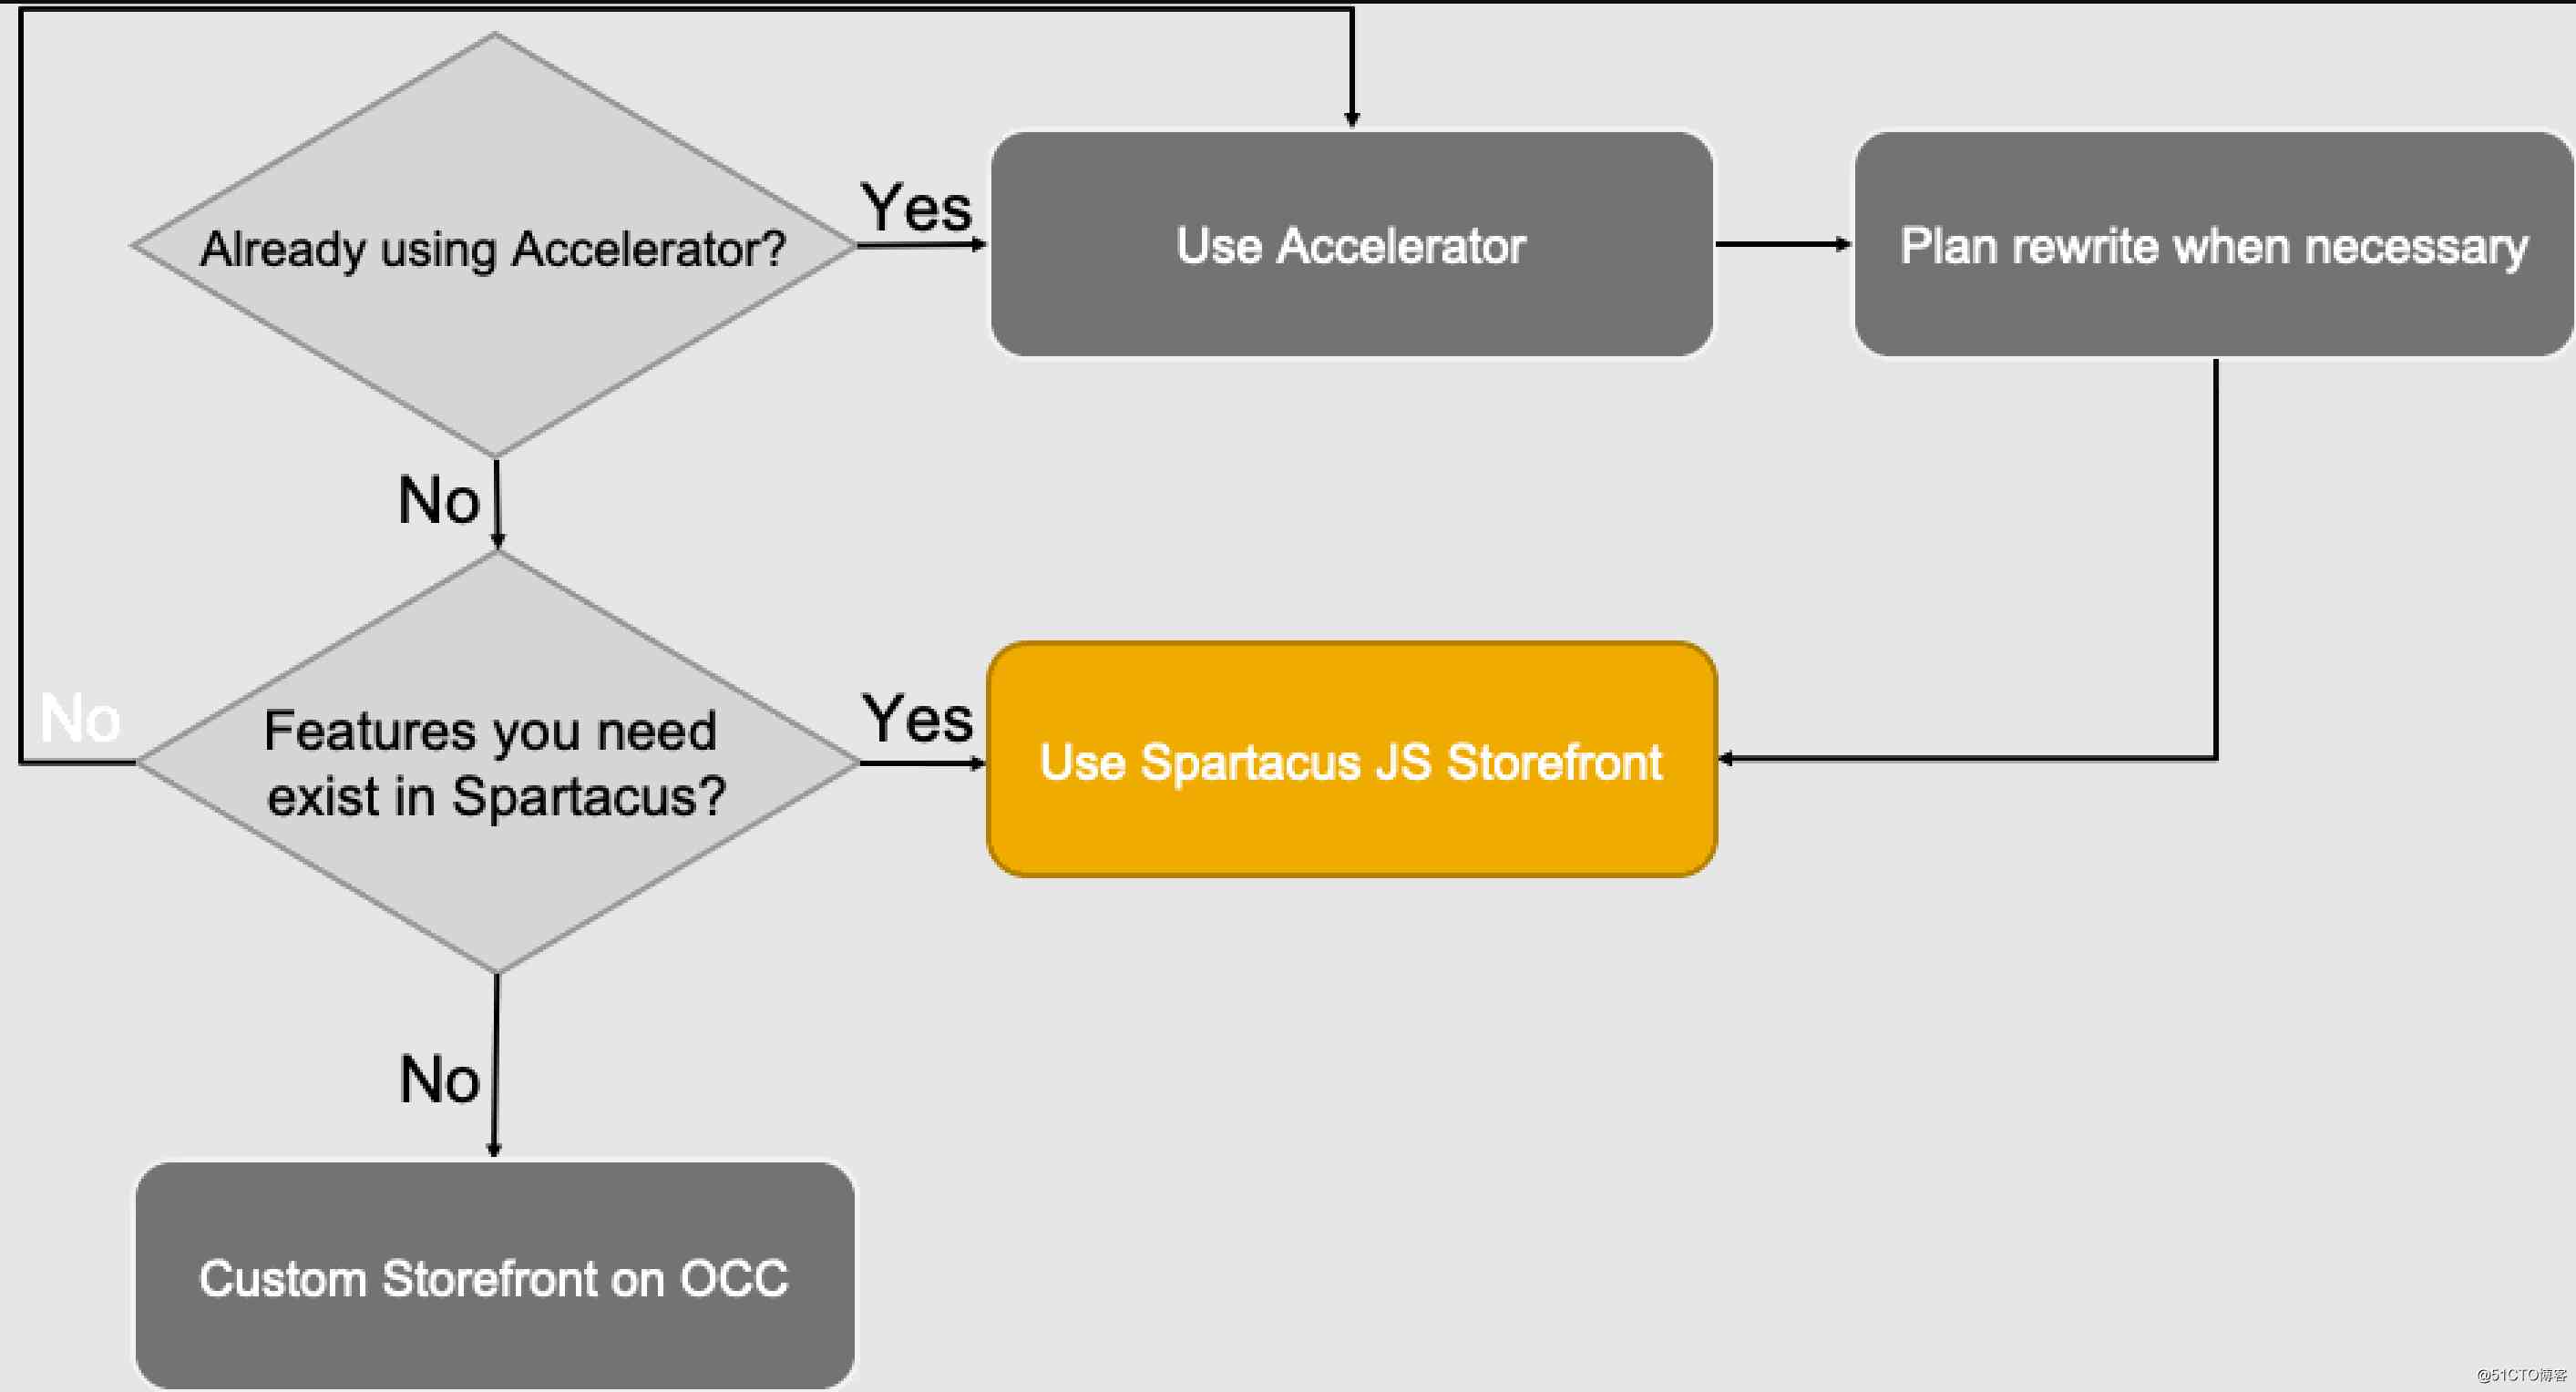 Already using Accelerator?
Yes
Use Accelerator
Plan rewrite when necessary
No
No
Features you need
exist in Spartacus?
Yes
Use Spartacus JS Storefront
No
Custom Storefront on OCC
@51CTO博客